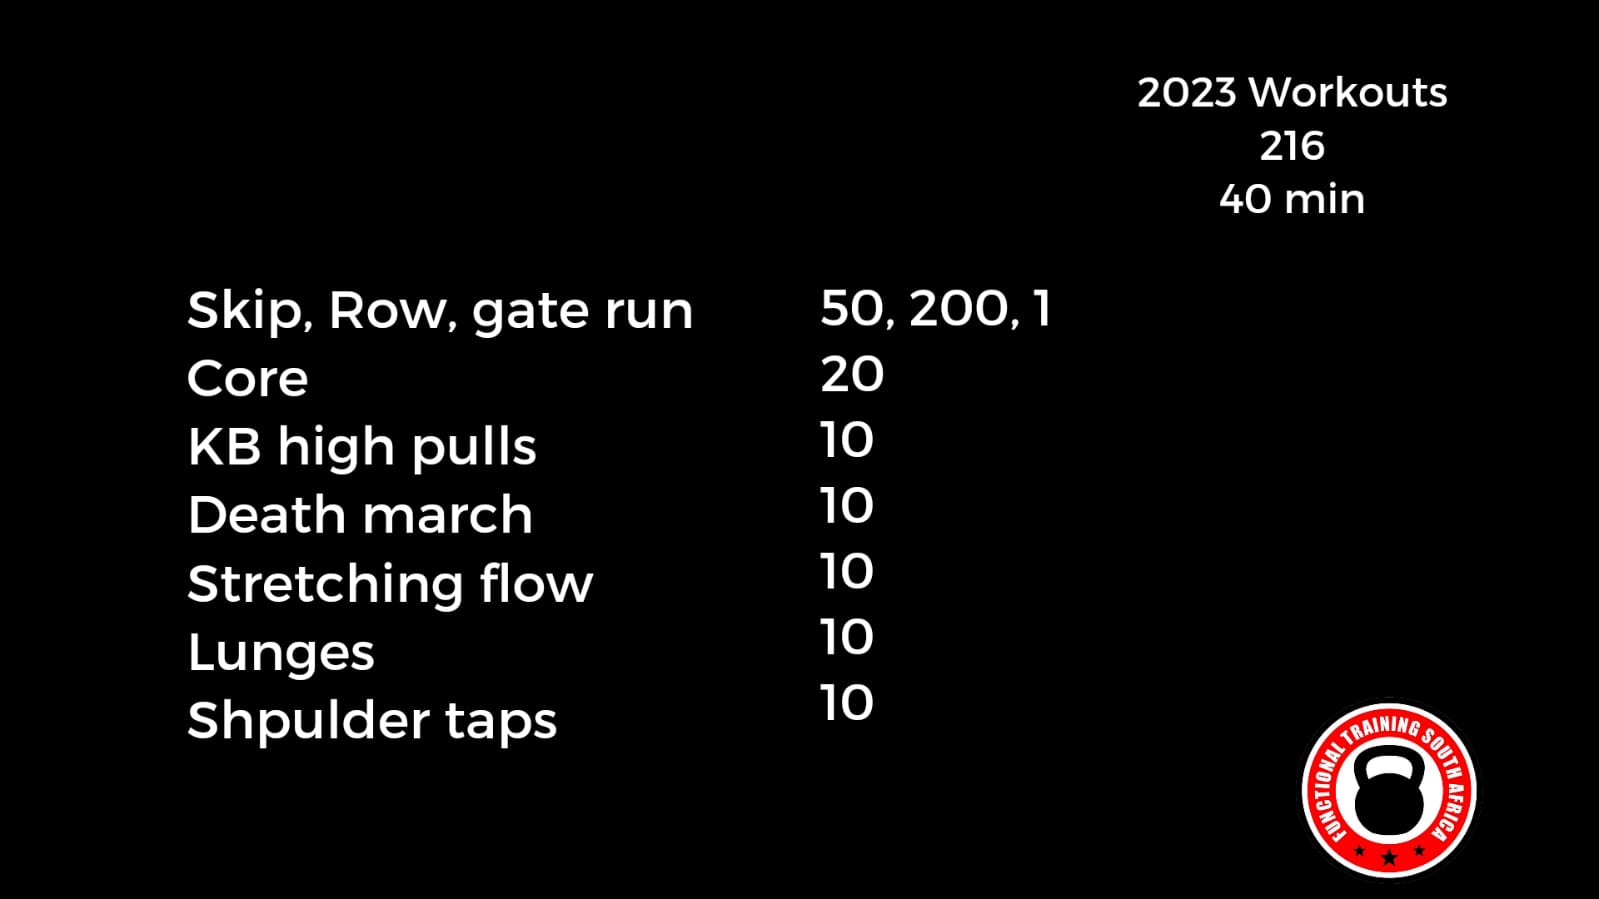 2023 Workouts
216
40 min
Skip, Row, gate run 50, 200, 1
Core 20
KB high pulls 10
Death march 10
Stretching flow 10
Lunges 10
Shpulder taps 10
FUNCTIONAL TRAINING SOUTH AFRICA